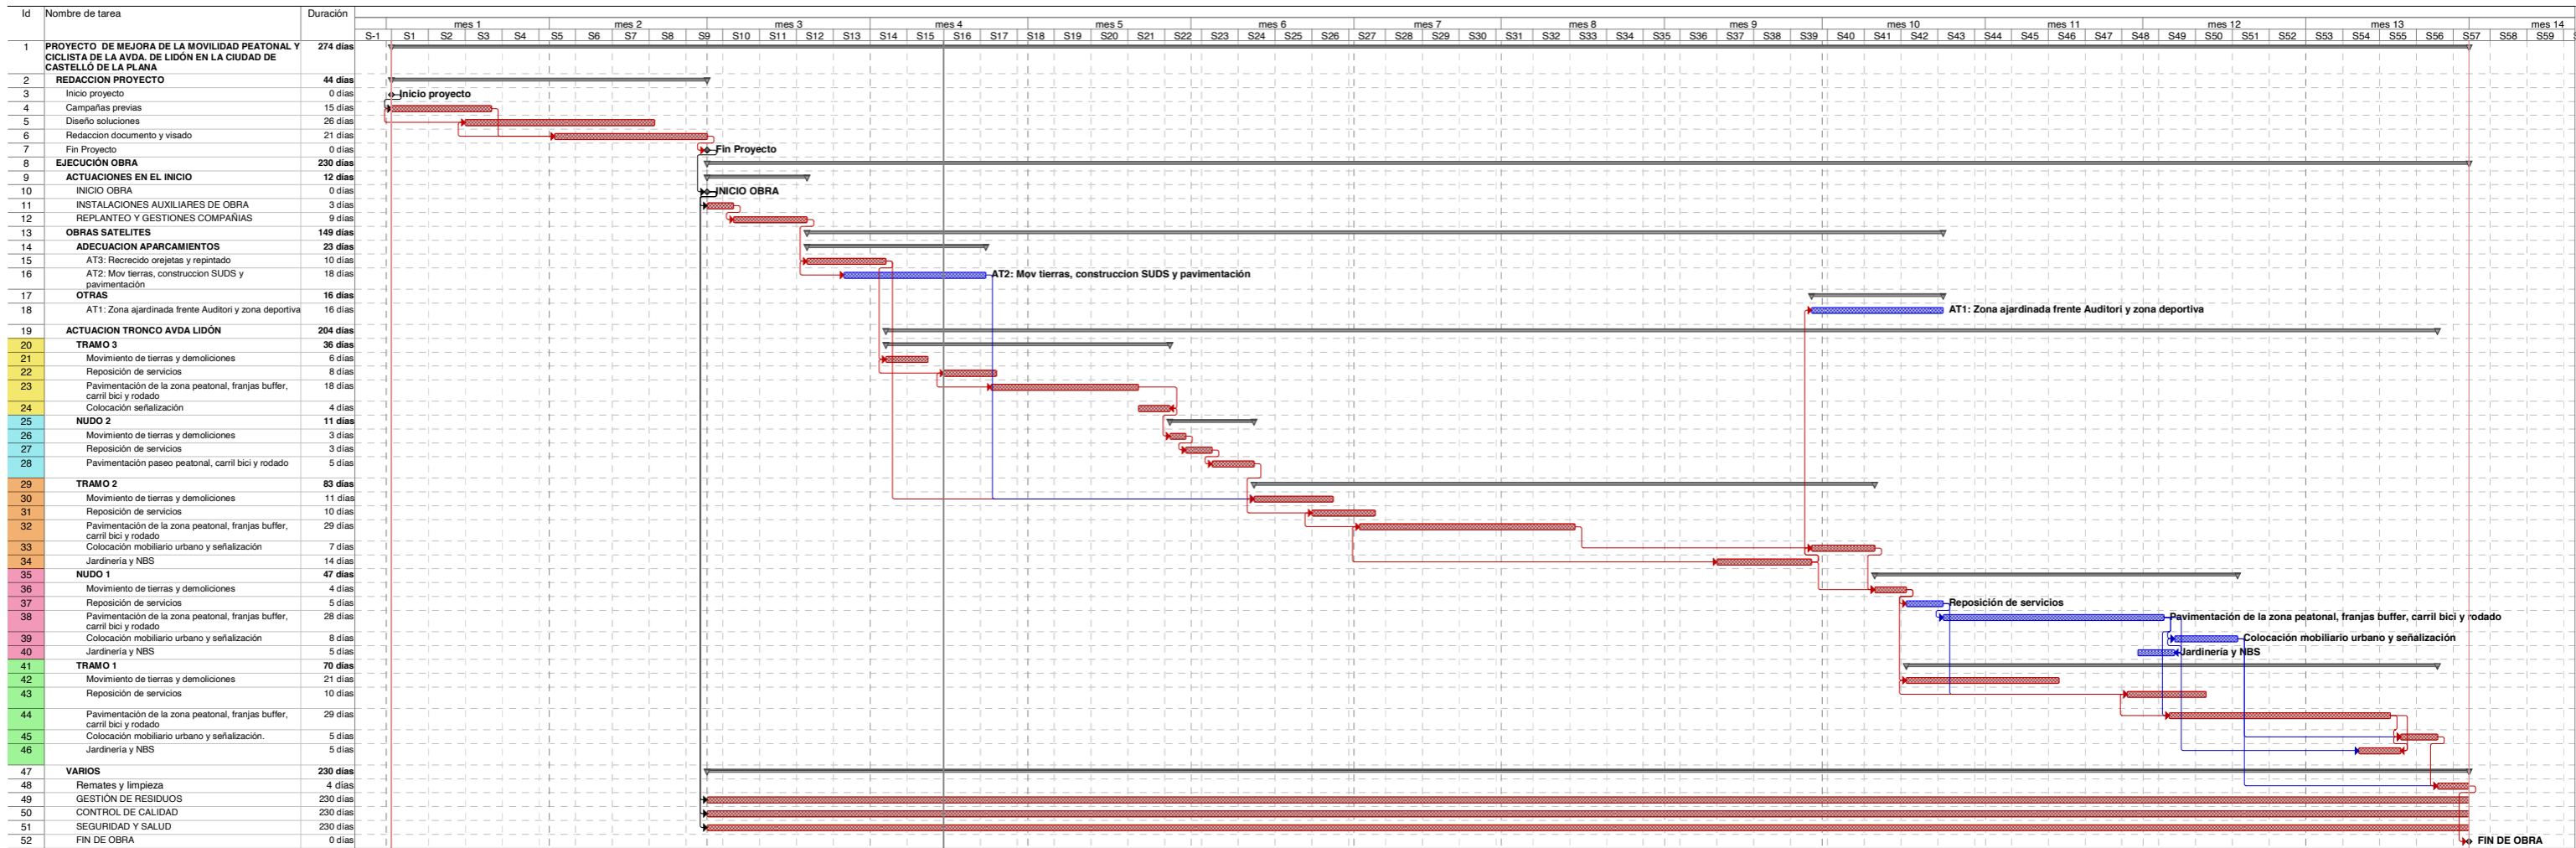 Id Nombre de tarea Duración
mes 1 mes 2 mes 3 mes 4 mes 5 mes 6 mes 7 mes 8 mes 9 mes 10 mes 11 mes 12 mes 13 mes 14
S-1 S1 S2 S3 S4 S5 S6 S7 S8 S9 S10 S11 S12 S13 S14 S15 S16 S17 S18 S19 S20 S21 S22 S23 S24 S25 S26 S27 S28 S29 S30 S31 S32 S33 S34 S35 S36 S37 S38 S39 S40 S41 S42 S43 S44 S45 S46 S47 S48 S49 S50 S51 S52 S53 S54 S55 S56 S57 S58 S59
1 PROYECTO DE MEJORA DE LA MOVILIDAD PEATONAL Y 274 días
CICLISTA DE LA AVDA. DE LIDÓN EN LA CIUDAD DE
CASTELLÓ DE LA PLANA
2 REDACCION PROYECTO 44 días
3 Inicio proyecto 0 días Inicio proyecto
4 Campañas previas 15 días
5 Diseño soluciones 26 días
6 Redaccion documento y visado 21 días
7 Fin Proyecto 0 días Fin Proyecto
8 EJECUCIÓN OBRA 230 días
9 ACTUACIONES EN EL INICIO 12 días
10 INICIO OBRA 0 días INICIO OBRA
11 INSTALACIONES AUXILIARES DE OBRA 3 días
12 REPLANTEO Y GESTIONES COMPAÑIAS 9 días
13 OBRAS SATELITES 149 días
14 ADECUACION APARCAMIENTOS 23 días
15 AT3: Recrecido orejetas y repintado 10 días
16 AT2: Mov tierras, construccion SUDS y 18 días AT2: Mov tierras, construccion SUDS y pavimentación
pavimentación
17 OTRAS 16 días
18 AT1: Zona ajardinada frente Auditori y zona deportiva 16 días AT1: Zona ajardinada frente Auditori y zona deportiva
19 ACTUACION TRONCO AVDA LIDÓN 204 días
20 TRAMO 3 36 días
21 Movimiento de tierras y demoliciones 6 días
22 Reposición de servicios 8 días
23 Pavimentación de la zona peatonal, franjas buffer, 18 días
carril bici y rodado
24 Colocación señalización 4 días
25 NUDO 2 11 días
26 Movimiento de tierras y demoliciones 3 días
27 Reposición de servicios 3 días
28 Pavimentación paseo peatonal, carril bici y rodado 5 días
29 TRAMO 2 83 días
30 Movimiento de tierras y demoliciones 11 días
31 Reposición de servicios 10 días
32 Pavimentación de la zona peatonal, franjas buffer, 29 días
carril bici y rodado
33 Colocación mobiliario urbano y señalización 7 días
34 Jardinería y NBS 14 días
35 NUDO 1 47 días
36 Movimiento de tierras y demoliciones 4 días
37 Reposición de servicios 5 días Reposición de servicios
38 Pavimentación de la zona peatonal, franjas buffer, 28 días Pavimentación de la zona peatonal, franjas buffer, carril bici y rodado
carril bici y rodado
39 Colocación mobiliario urbano y señalización 8 días Colocación mobiliario urbano y señalización
40 Jardinería y NBS 5 días Jardinería y NBS
41 TRAMO 1 70 días
42 Movimiento de tierras y demoliciones 21 días
43 Reposición de servicios 10 días
44 Pavimentación de la zona peatonal, franjas buffer, 29 días
carril bici y rodado
45 Colocación mobiliario urbano y señalización. 5 días
46 Jardinería y NBS 5 días
47 VARIOS 230 días
48 Remates y limpieza 4 días
49 GESTIÓN DE RESIDUOS 230 días
50 CONTROL DE CALIDAD 230 días
51 SEGURIDAD Y SALUD 230 días
52 FIN DE OBRA 0 días FIN DE OBRA